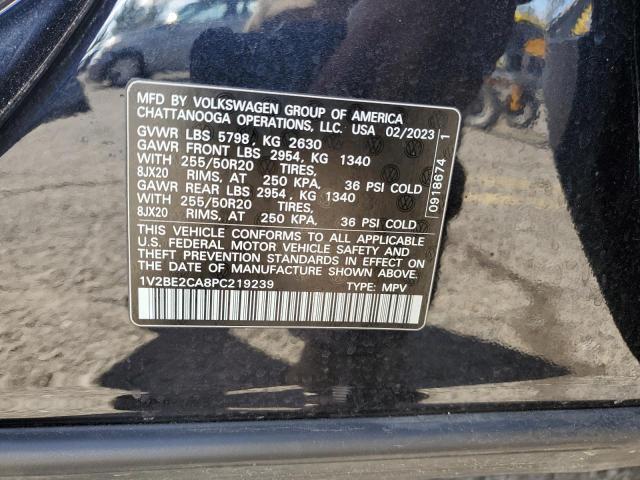 MFD BY VOLKSWAGEN GROUP OF AMERICA
CHATTANOOGA OPERATIONS, LLC. USA 02/2023
GVWR LBS 5798, KG 2630
GAWR FRONT LBS 2954, KG 1340
WITH 255/50R20 TIRES,
8JX20 RIMS, AT 250 KPA, 36 PSI COLD
GAWR REAR LBS 2954, KG 1340
WITH 255/50R20 TIRES,
8JX20 RIMS, AT 250 KPA, 36 PSI COLD
THIS VEHICLE CONFORMS TO ALL APPLICABLE
U.S. FEDERAL MOTOR VEHICLE SAFETY AND
THEFT PREVENTION STANDARDS IN EFFECT ON
THE DATE OF MANUFACTURE SHOWN ABOVE.
1V2BE2CA8PC219239 TYPE: MPV
0918674 1